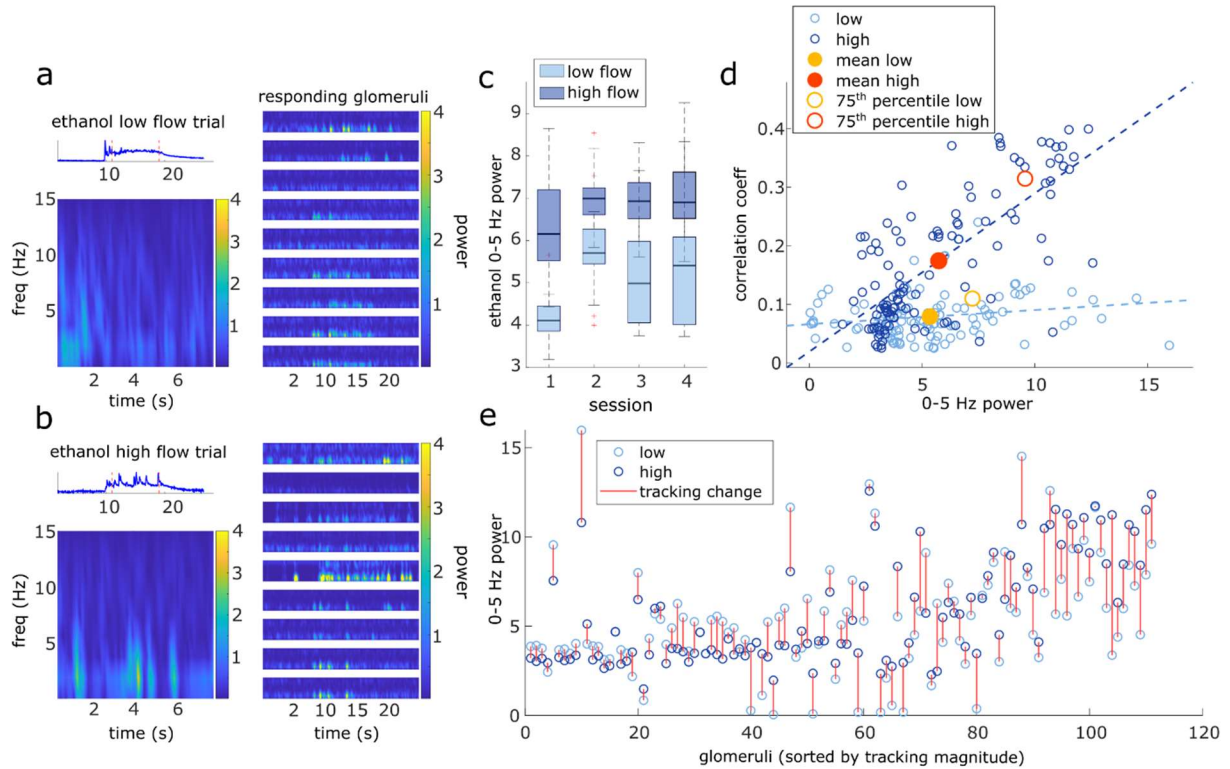 a
ethanol low flow trial
10 20
15
10
5
freq (Hz)
2 4 6
time (s)
4
3
2
1
responding glomeruli
2 5 10 15 20
4
3
2
1
power
b
ethanol high flow trial
10 20
15
10
5
freq (Hz)
2 4 6
time (s)
4
3
2
1
2 5 10 15 20
time (s)
4
3
2
1
power
c
low flow
high flow
ethanol 0-5 Hz power
9
8
7
6
5
4
3
1 2 3 4
session
d
low
high
mean low
mean high
75th percentile low
75th percentile high
correlation coeff
0.4
0.3
0.2
0.1
0
0 5 10 15
0-5 Hz power
e
low
high
tracking change
0-5 Hz power
15
10
5
0
0 20 40 60 80 100 120
glomeruli (sorted by tracking magnitude)